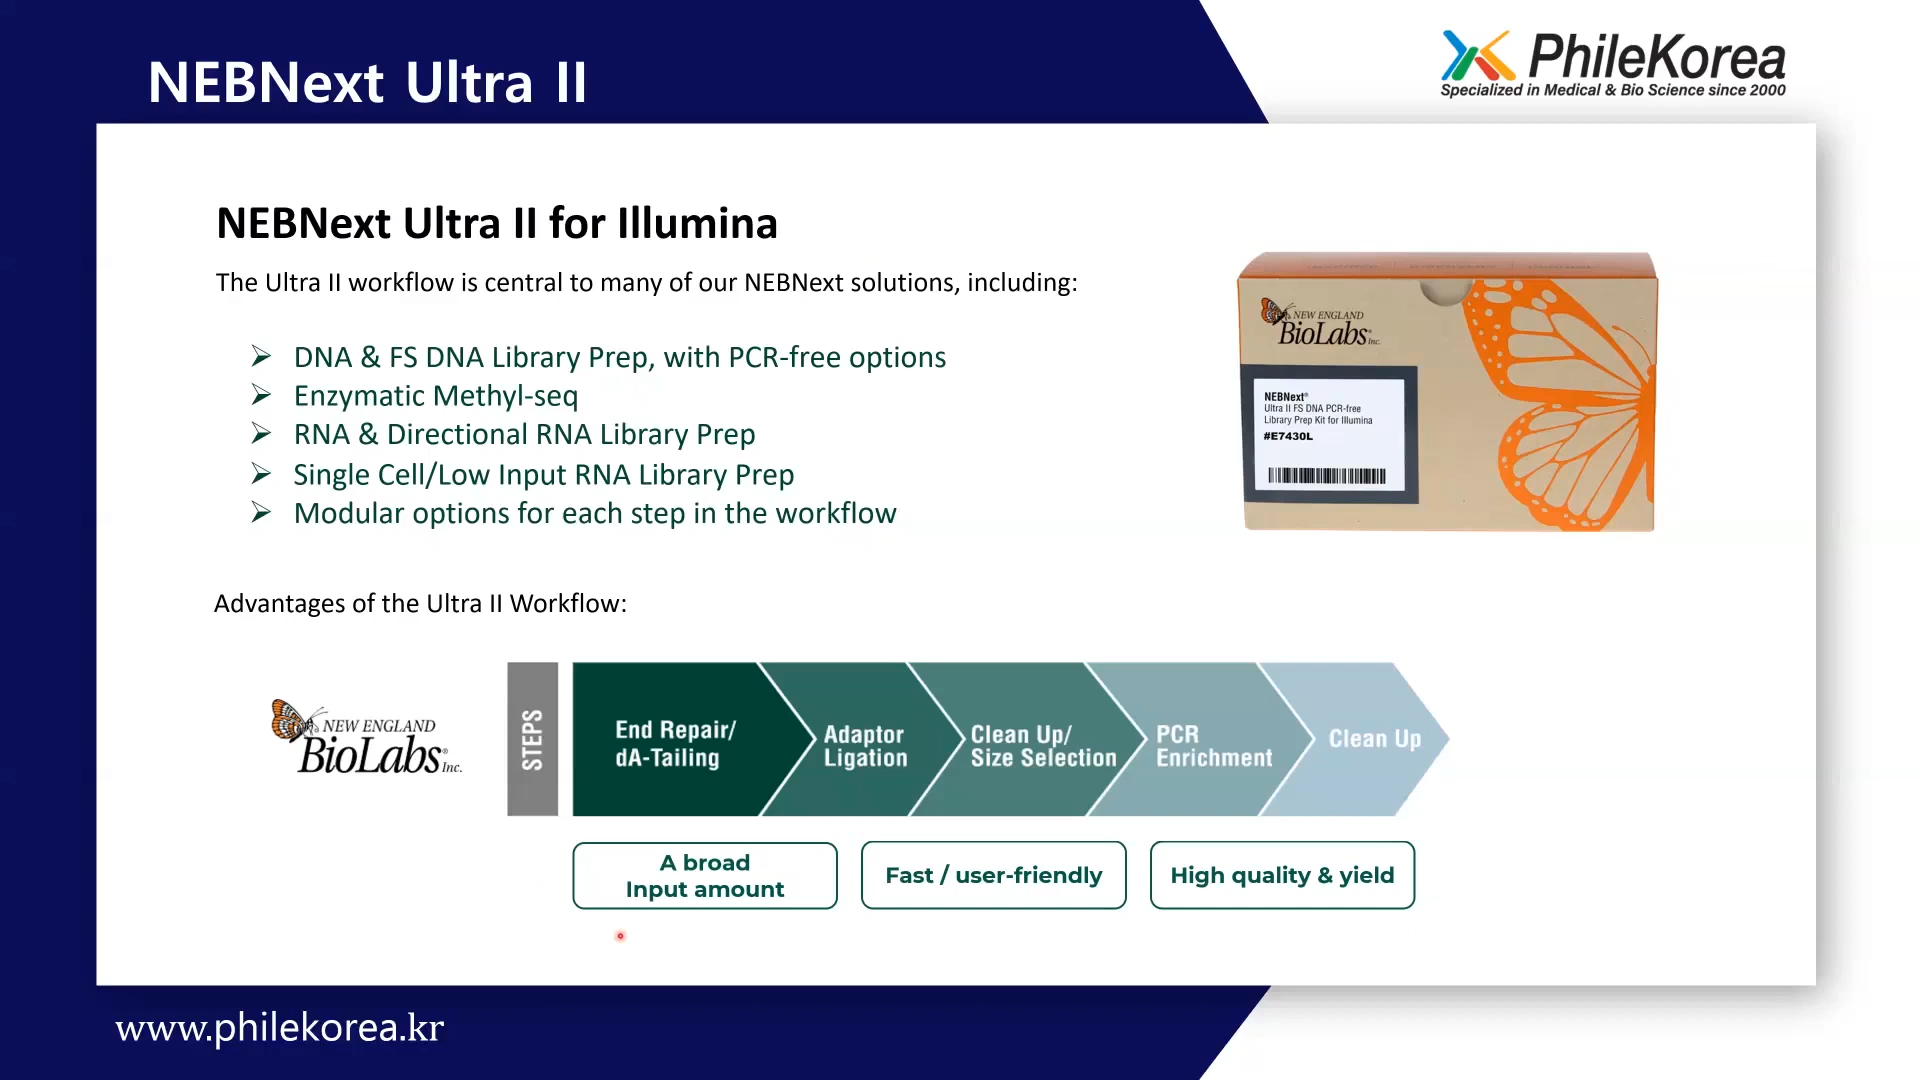 NEBNext Ultra II
PhileKorea
Specialized in Medical & Bio Science since 2000
NEBNext Ultra II for Illumina
The Ultra II workflow is central to many of our NEBNext solutions, including:
DNA & FS DNA Library Prep, with PCR-free options
Enzymatic Methyl-seq
RNA & Directional RNA Library Prep
Single Cell/Low Input RNA Library Prep
Modular options for each step in the workflow
NEW ENGLAND
BioLabs® Inc.
NEBNext®
Ultra II FS DNA PCR-free
Library Prep Kit for Illumina
#E7430L
Advantages of the Ultra II Workflow:
NEW ENGLAND
BioLabs® Inc.
STEPS
End Repair/
dA-Tailing
Adaptor
Ligation
Clean Up/
Size Selection
PCR
Enrichment
Clean Up
A broad
Input amount
Fast / user-friendly
High quality & yield
www.philekorea.kr